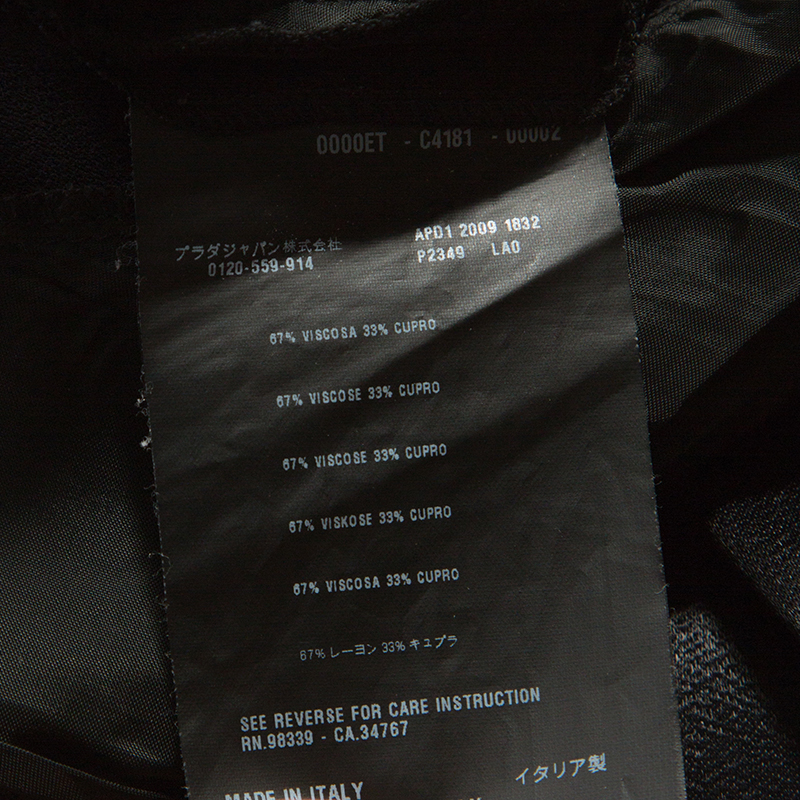 0000ET - C4181 - 00002
プラダジャパン株式会社
0120-559-914
APD1 2009 1832
P2349 LAO
67% VISCOSA 33% CUPRO
67% VISCOSE 33% CUPRO
67% VISCOSE 33% CUPRO
67% VISKOSE 33% CUPRO
67% VISCOSA 33% CUPRO
67% レーヨン 33% キュプラ
SEE REVERSE FOR CARE INSTRUCTION
RN.98339 - CA.34767
MADE IN ITALY
イタリア製